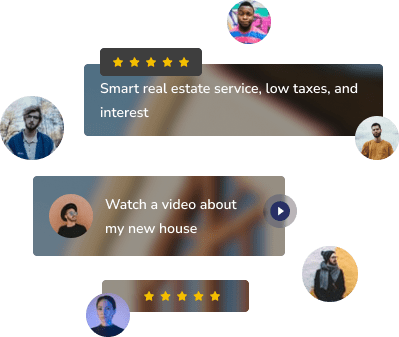 Smart real estate service, low taxes, and
interest
Watch a video about
my new house